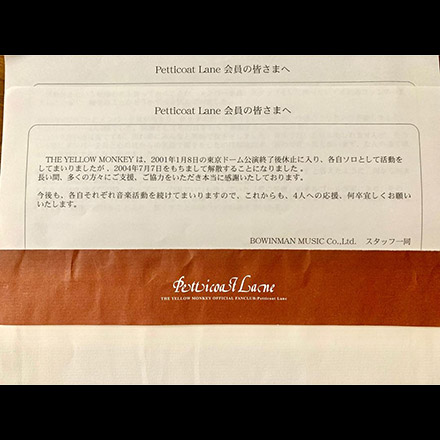 Petticoat Lane 会員の皆さまへ
Petticoat Lane 会員の皆さまへ
THE YELLOW MONKEY は、2001年1月8日の東京ドーム公演終了後休止に入り、各自ソロとして活動を
してまいりましたが、2004年7月7日をもちまして解散することになりました。
長い間、多くの方々にご支援、ご協力をいただき本当に感謝いたしております。
今後も、各自それぞれ音楽活動を続けてまいりますので、これからも、4人への応援、何卒宜しくお願い
いたします。
BOWINMAN MUSIC Co.,Ltd. スタッフ一同
Petticoat Lane
THE YELLOW MONKEY OFFICIAL FANCLUB:Petticoat Lane